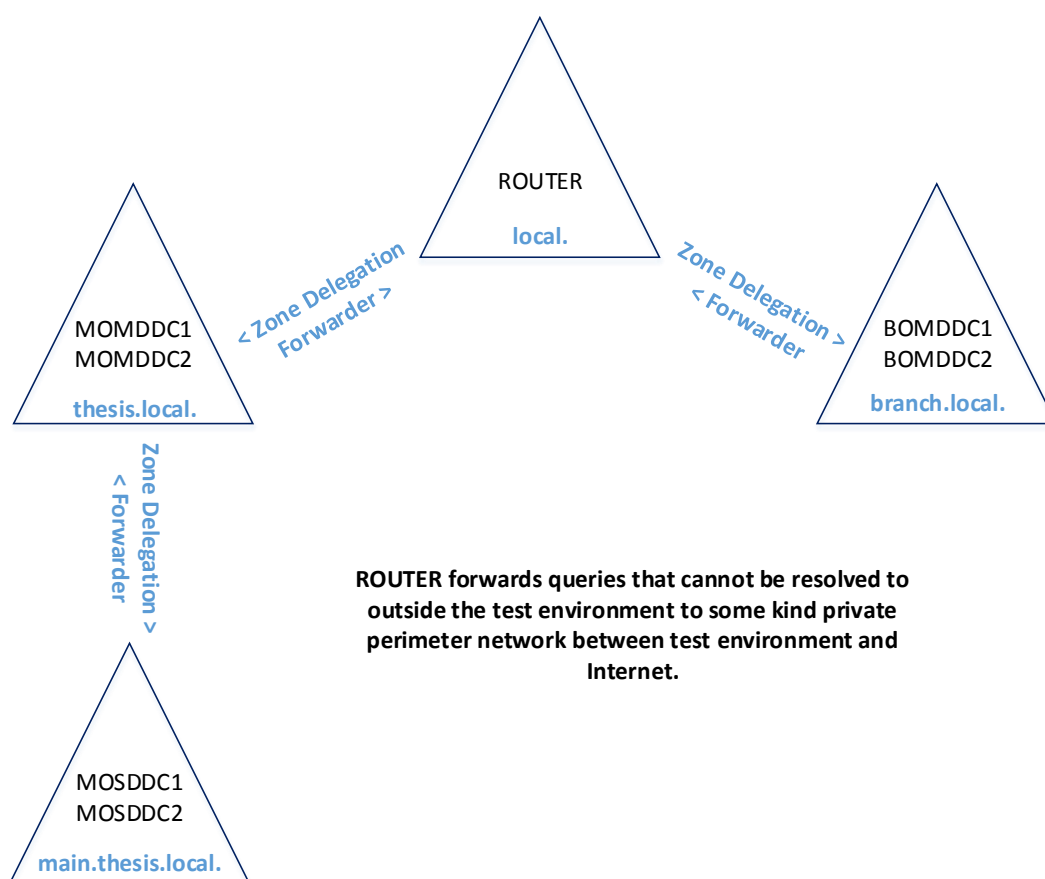 ROUTER
local.
< Zone Delegation
Forwarder >
Zone Delegation >
< Forwarder
MOMDDC1
MOMDDC2
thesis.local.
BOMDDC1
BOMDDC2
branch.local.
Zone Delegation >
< Forwarder
ROUTER forwards queries that cannot be resolved to
outside the test environment to some kind private
perimeter network between test environment and
Internet.
MOSDDC1
MOSDDC2
main.thesis.local.